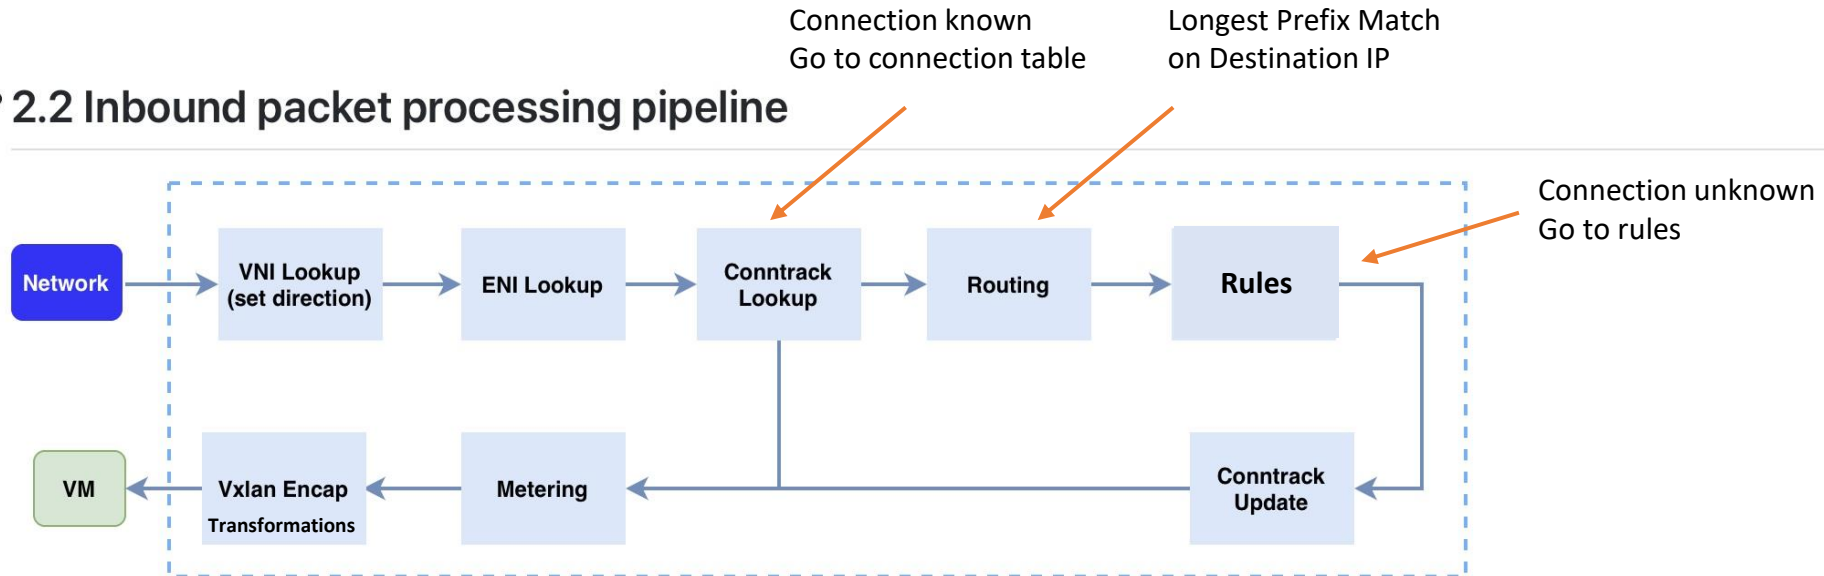 Connection known
Go to connection table
Longest Prefix Match
on Destination IP
2.2 Inbound packet processing pipeline
Connection unknown
Go to rules
Network
VNI Lookup
(set direction)
ENI Lookup
Conntrack
Lookup
Routing
Rules
VM
Vxlan Encap
Transformations
Metering
Conntrack
Update